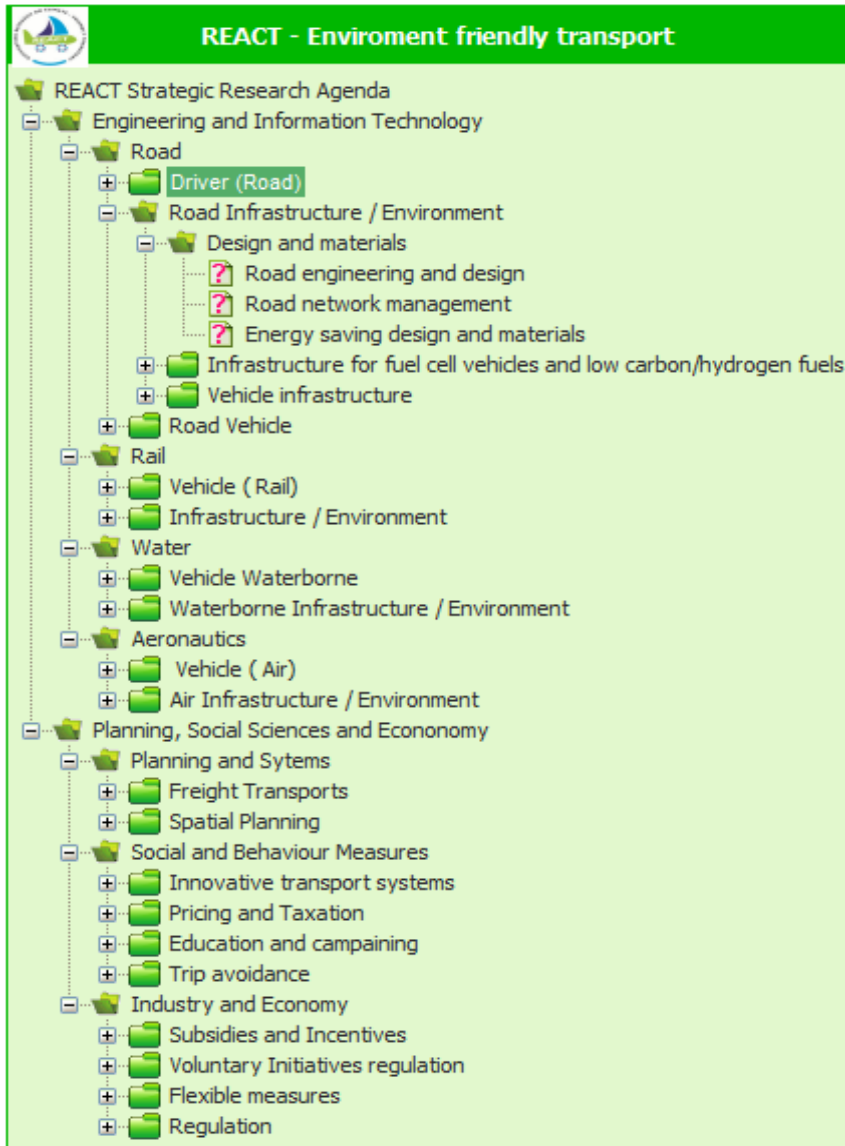 REACT - Enviroment friendly transport
REACT Strategic Research Agenda
Engineering and Information Technology
Road
Driver (Road)
Road Infrastructure / Environment
Design and materials
Road engineering and design
Road network management
Energy saving design and materials
Infrastructure for fuel cell vehicles and low carbon/hydrogen fuels
Vehicle infrastructure
Road Vehicle
Rail
Vehicle ( Rail)
Infrastructure / Environment
Water
Vehicle Waterborne
Waterborne Infrastructure / Environment
Aeronautics
Vehicle ( Air)
Air Infrastructure / Environment
Planning, Social Sciences and Econonomy
Planning and Sytems
Freight Transports
Spatial Planning
Social and Behaviour Measures
Innovative transport systems
Pricing and Taxation
Education and campaining
Trip avoidance
Industry and Economy
Subsidies and Incentives
Voluntary Initiatives regulation
Flexible measures
Regulation